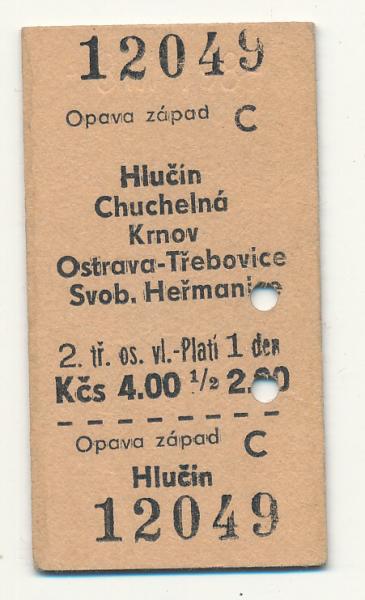 12049
Opava západ C
Hlučín
Chuchelná
Krnov
Ostrava-Třebovice
Svob. Heřmanice
2. tř. os. vl.-Platí 1 den
Kčs 4.00 1/2 2.00
Opava západ C
Hlučín
12049